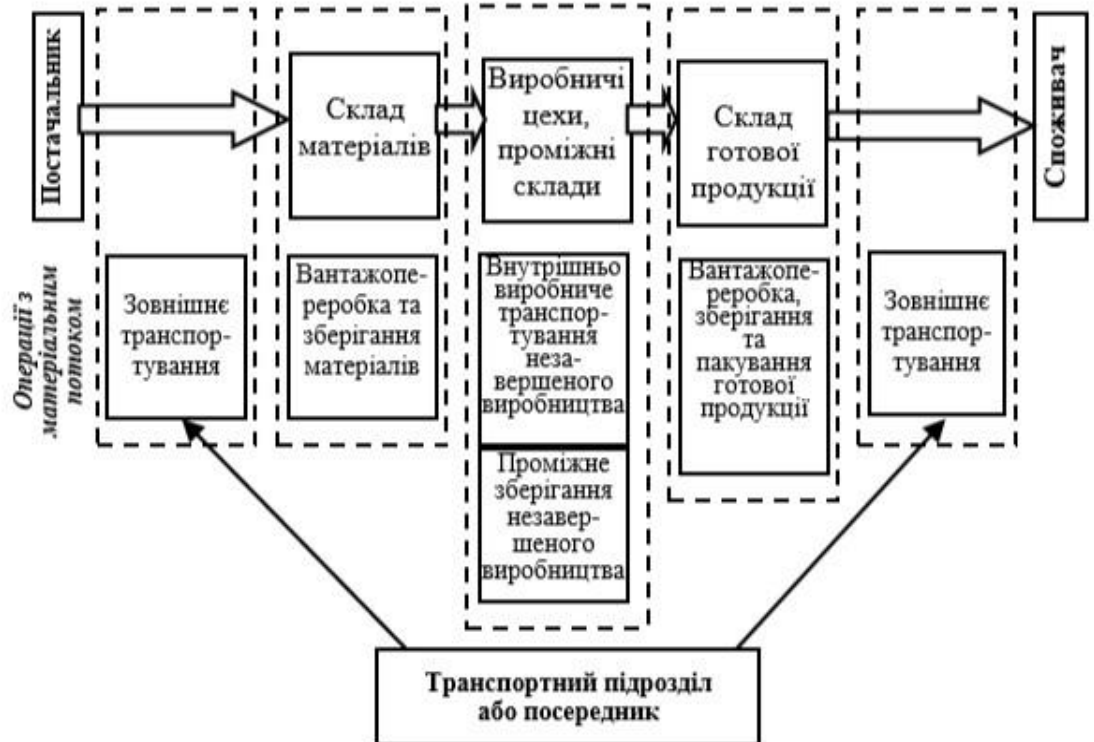 Постачальник
Склад
матеріалів
Виробничі
цехи,
проміжні
склади
Склад
готової
продукції
Споживач
Операції з
матеріальним
потоком
Зовнішнє
транспор-
тування
Вантажопе-
реробка та
зберігання
матеріалів
Внутрішньо
виробниче
транспор-
тування
неза-
вершеного
виробництва
Проміжне
зберігання
незавер-
шеного
виробництва
Вантажопе-
реробка,
зберігання
та
пакування
готової
продукції
Зовнішнє
транспор-
тування
Транспортний підрозділ
або посередник